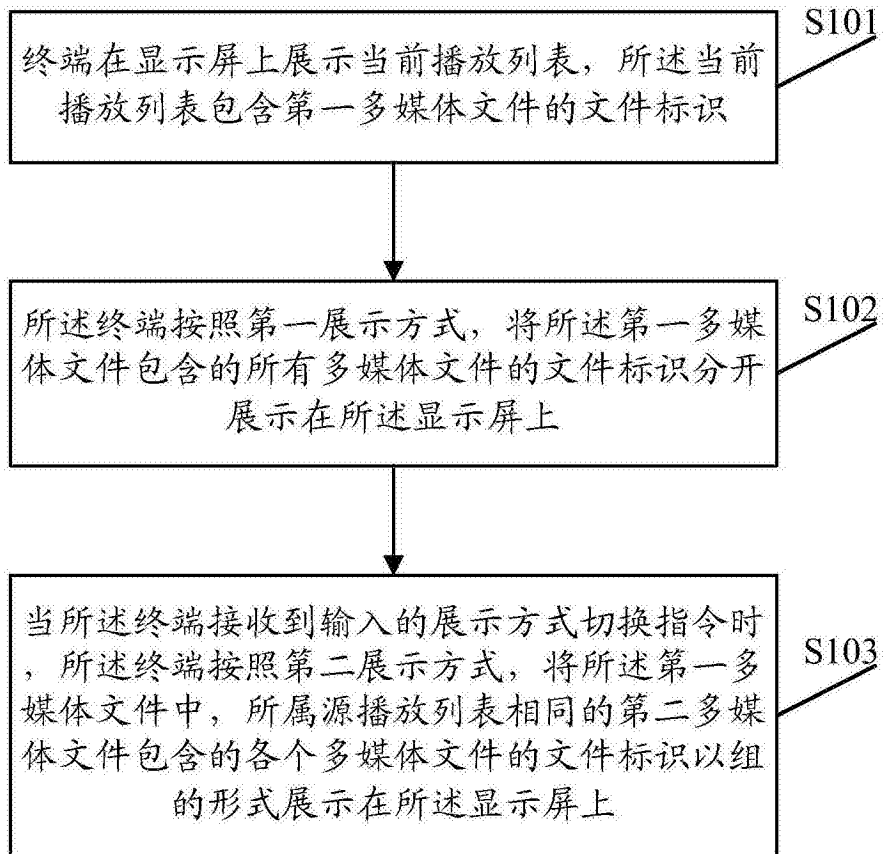 S101
终端在显示屏上展示当前播放列表，所述当前
播放列表包含第一多媒体文件的文件标识
S102
所述终端按照第一展示方式，将所述第一多媒
体文件包含的所有多媒体文件的文件标识分开
展示在所述显示屏上
S103
当所述终端接收到输入的展示方式切换指令时
，所述终端按照第二展示方式，将所述第一多
媒体文件中，所属源播放列表相同的第二多媒
体文件包含的各个多媒体文件的文件标识以组
的形式展示在所述显示屏上